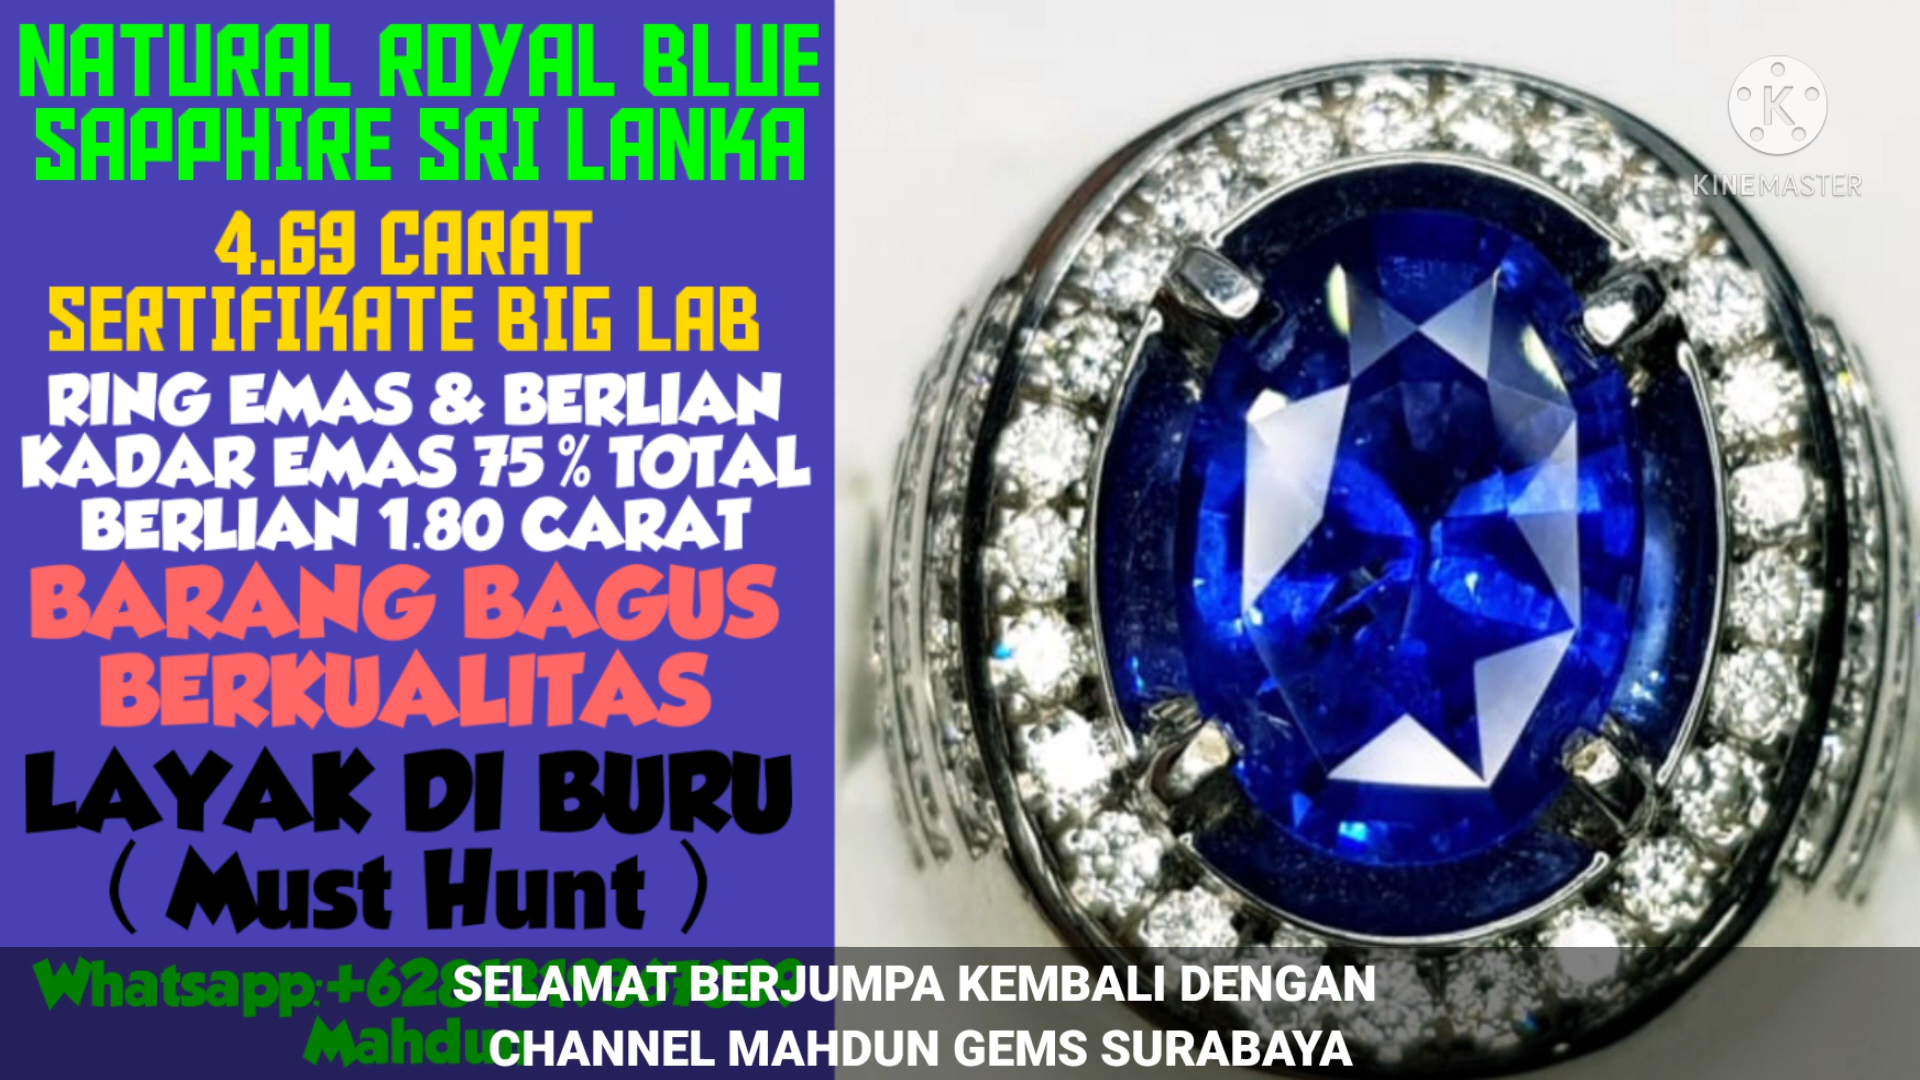 NATURAL ROYAL BLUE
SAPPHIRE SRI LANKA
4.69 CARAT
SERTIFIKATE BIG LAB
RING EMAS & BERLIAN
KADAR EMAS 75 % TOTAL
BERLIAN 1.80 CARAT
BARANG BAGUS
BERKUALITAS
LAYAK DI BURU
( Must Hunt )
Whatsapp:
SELAMAT BERJUMPA KEMBALI DENGAN
CHANNEL MAHDUN GEMS SURABAYA
K
KINEMASTER